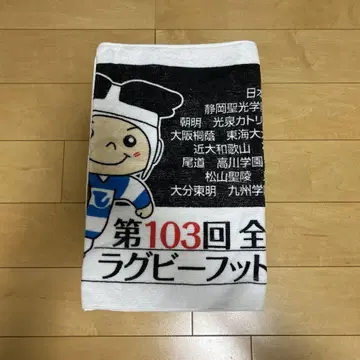 日本
静岡聖光学
朝明 光泉カトリ
大阪桐蔭 東海大大
近大和歌山
尾道 高川学園
松山聖陵
大分東明 九州学
第103回全
ラグビーフット